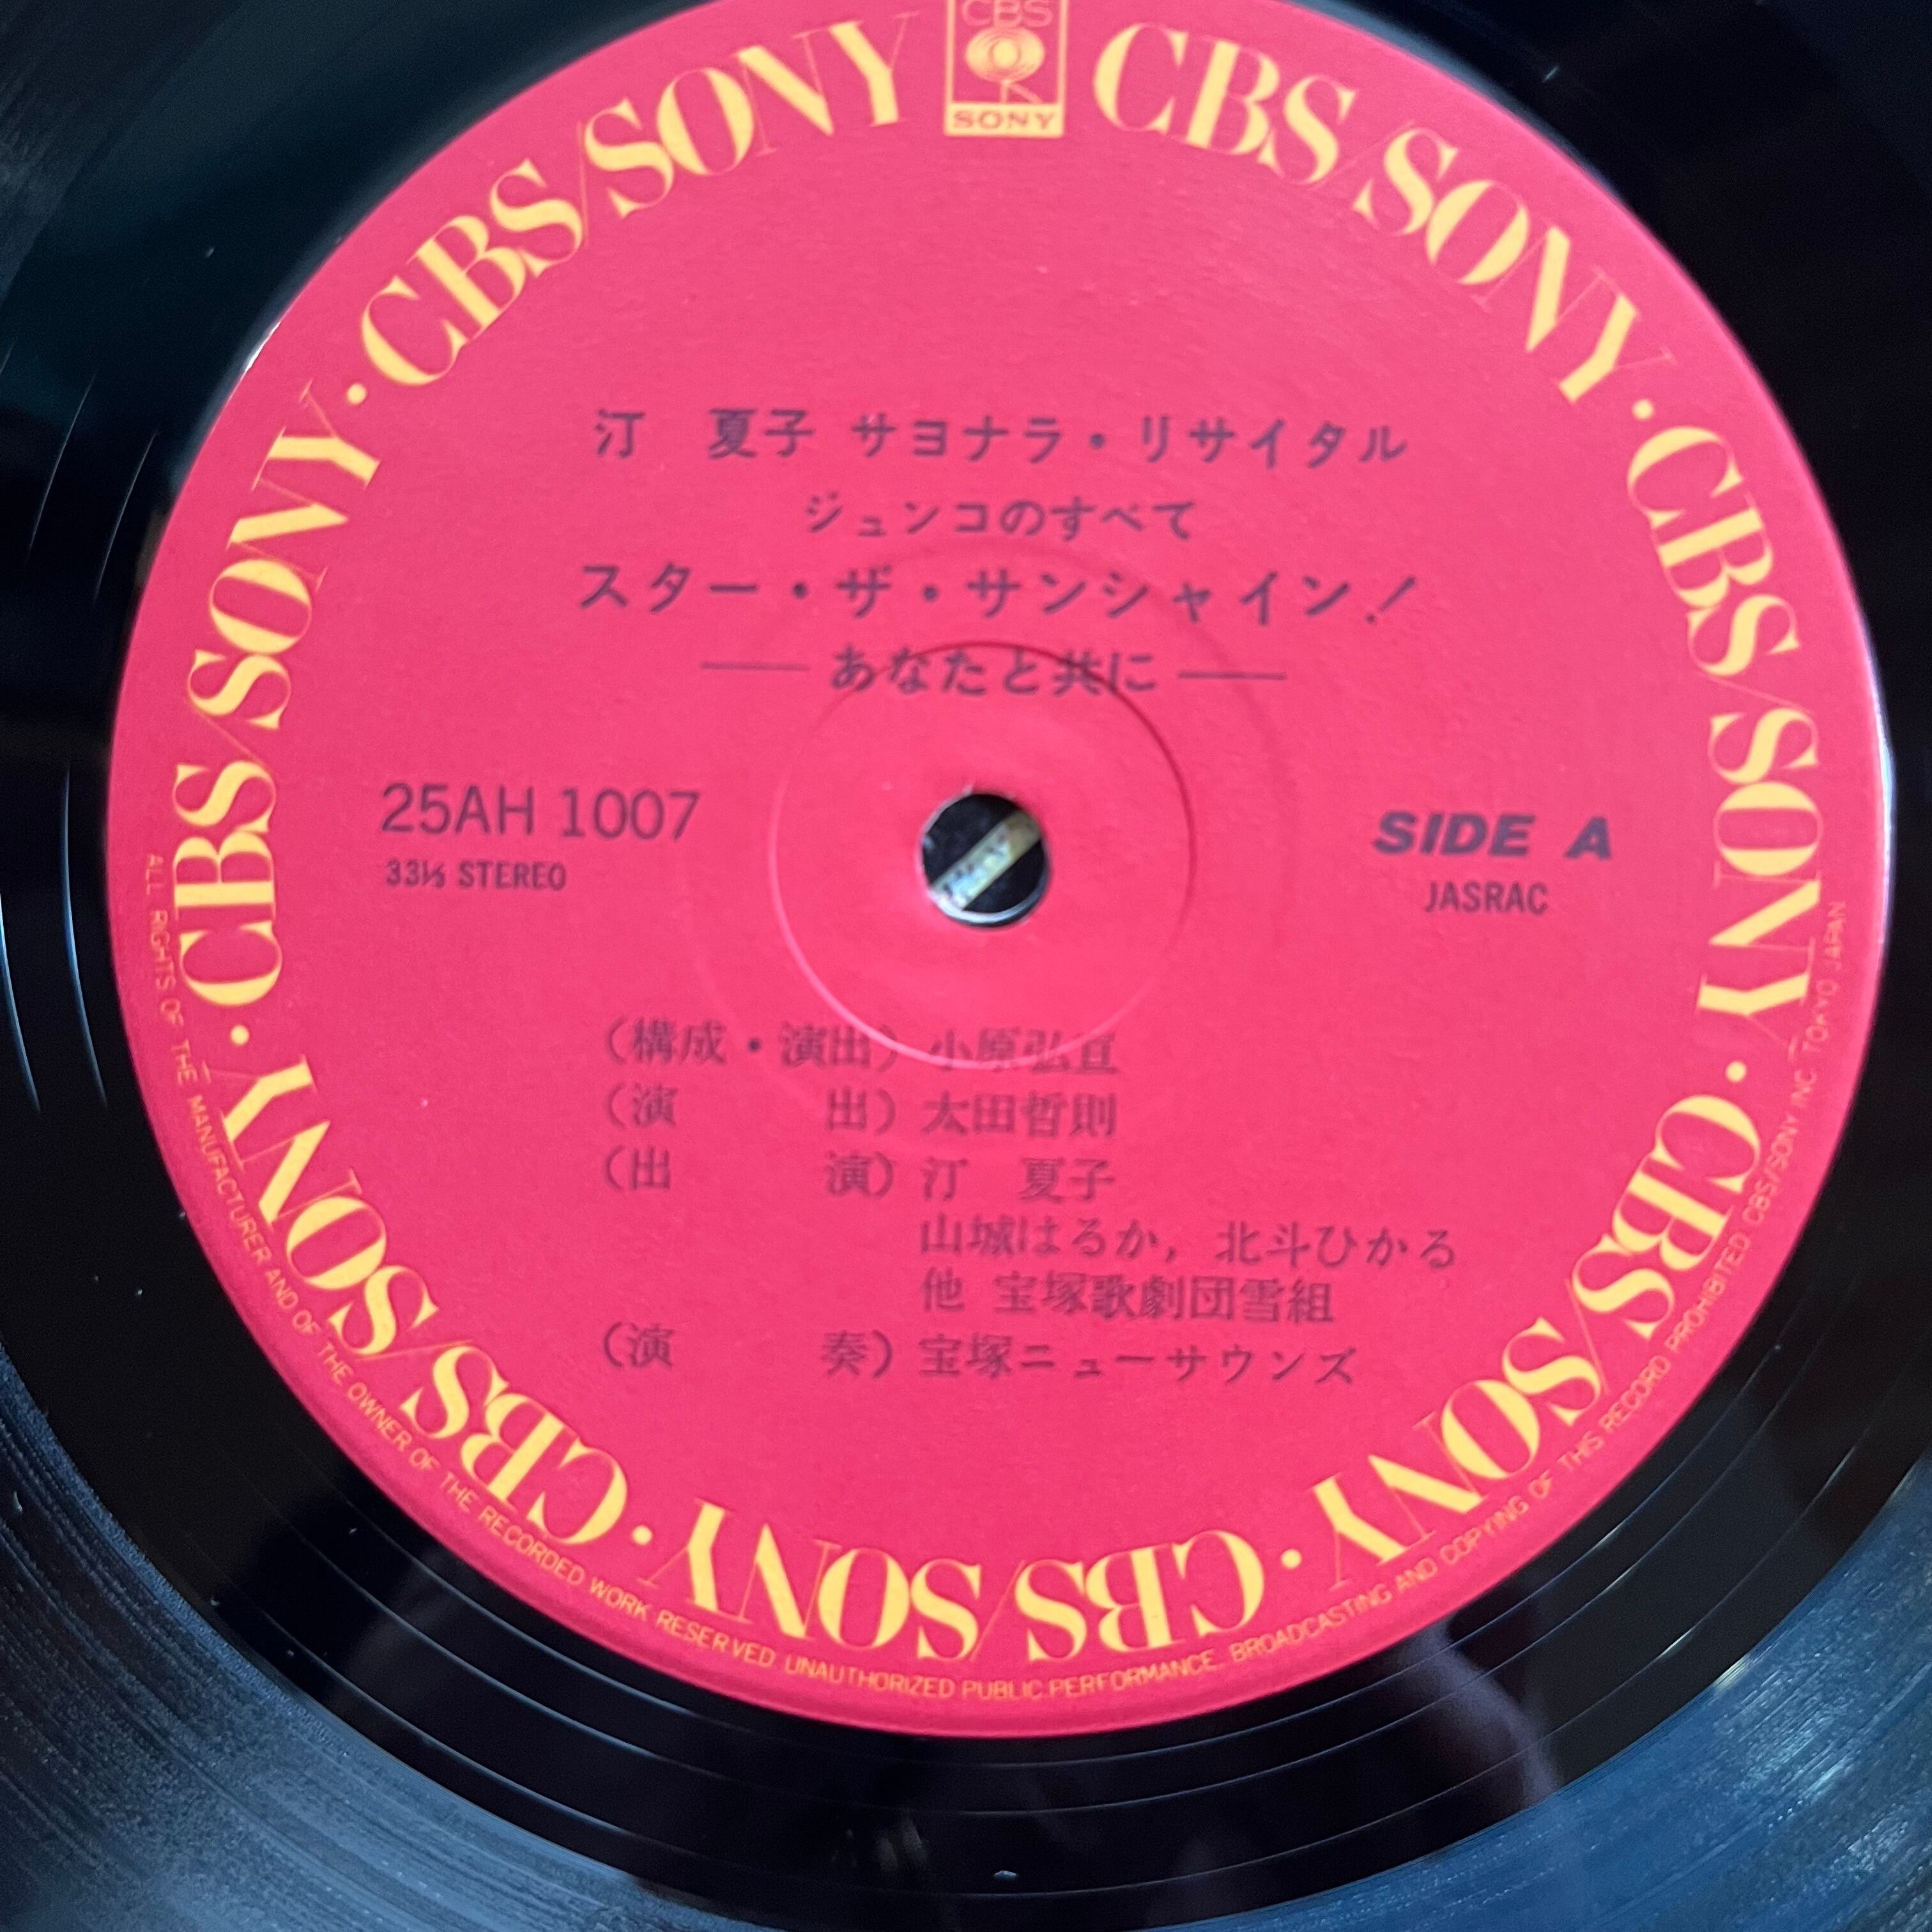 CBS
SONY
CBS/SONY · CBS/SONY · CBS/SONY · CBS/SONY · CBS/SONY · CBS/SONY · CBS/SONY · CBS/SONY
汀 夏子 サヨナラ・リサイタル
ジュンコのすべて
スター・ザ・サンシャイン!
——あなたと共に——
25AH 1007
33⅓ STEREO
SIDE A
JASRAC
(構成・演出) 小原弘亘
(演 出) 太田哲則
(出 演) 汀 夏子
山城はるか, 北斗ひかる
他 宝塚歌劇団雪組
(演 奏) 宝塚ニューサウンズ
ALL RIGHTS OF THE MANUFACTURER AND OF THE OWNER OF THE RECORDED WORK RESERVED. UNAUTHORIZED PUBLIC PERFORMANCE, BROADCASTING AND COPYING OF THIS RECORD PROHIBITED CBS/SONY INC. TOKYO JAPAN